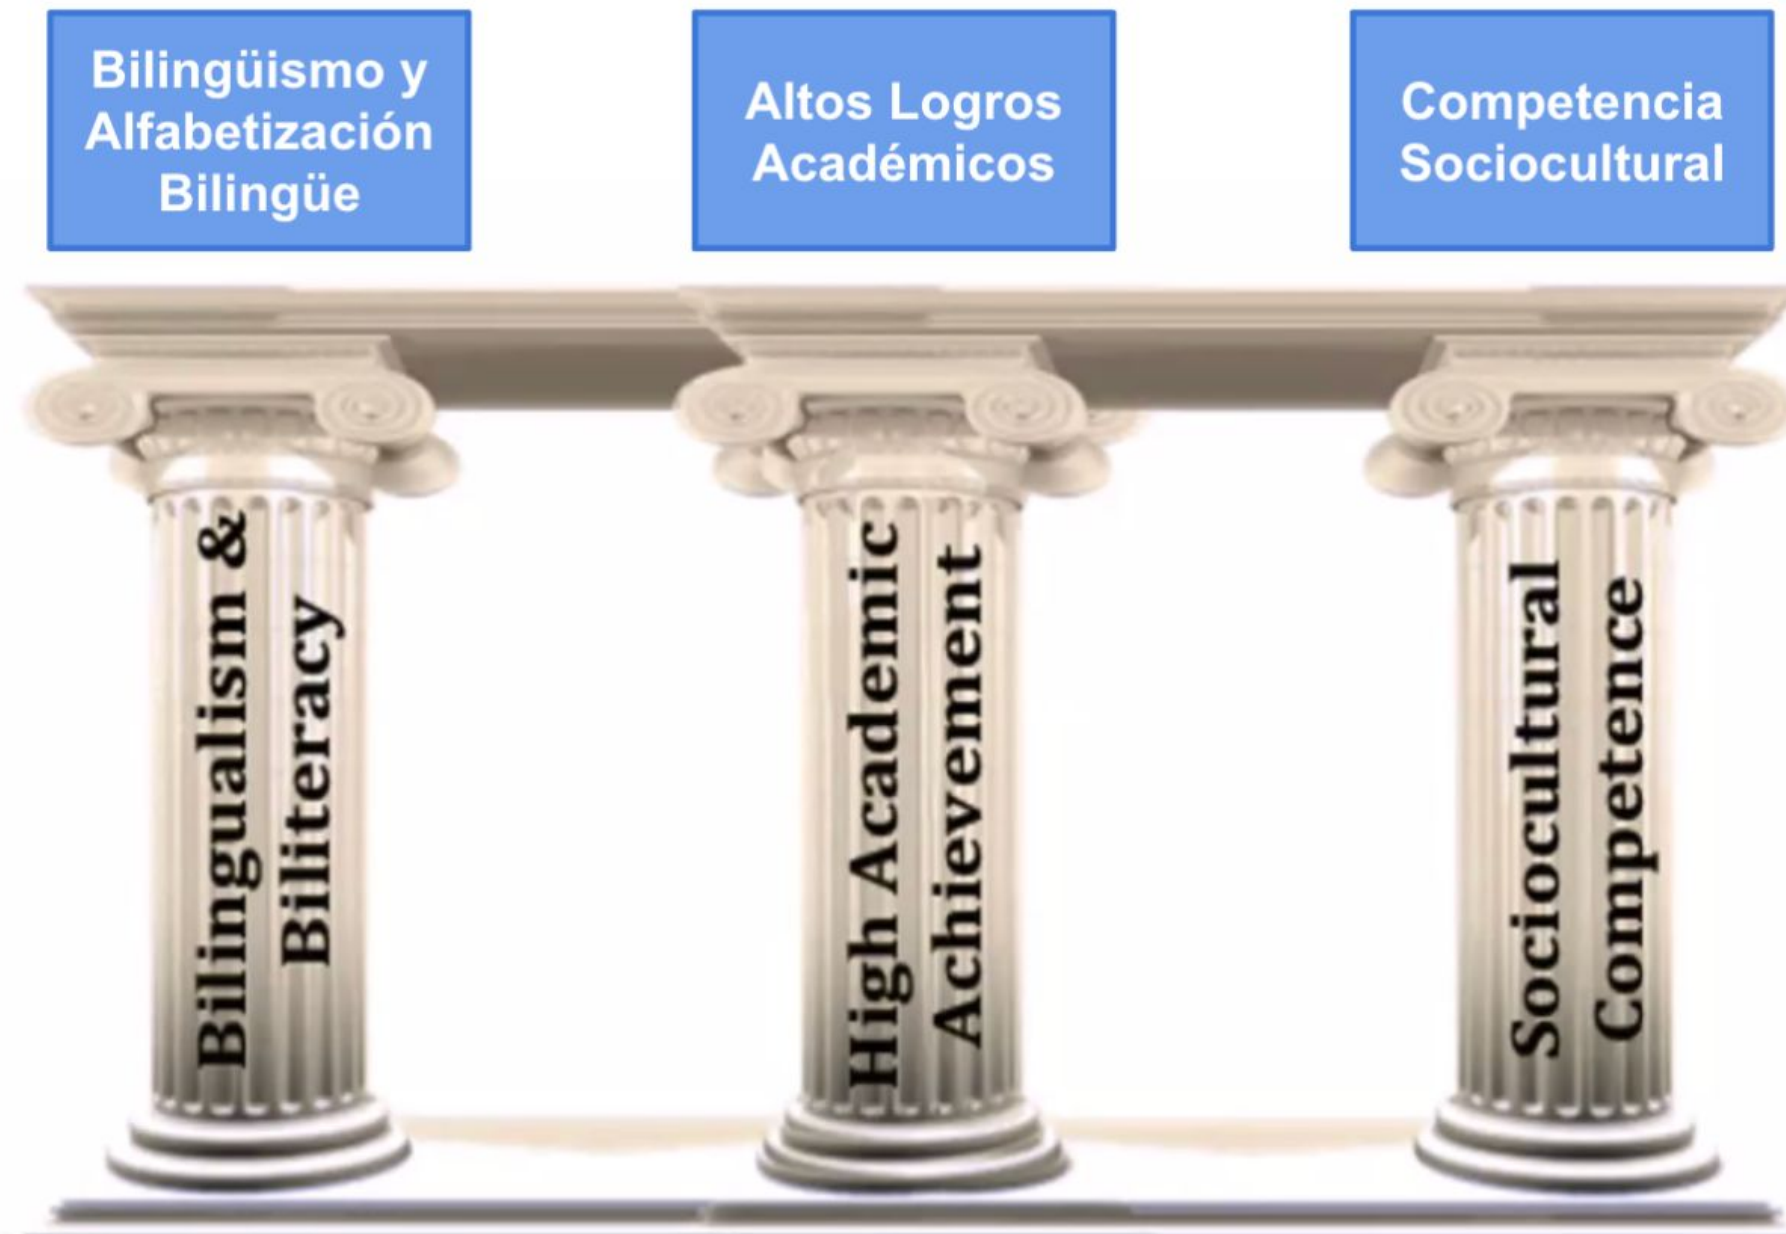 Bilingüismo y
Alfabetización
Bilingüe
Altos Logros
Académicos
Competencia
Sociocultural
Bilingualism &
Biliteracy
High Academic
Achievement
Sociocultural
Competence